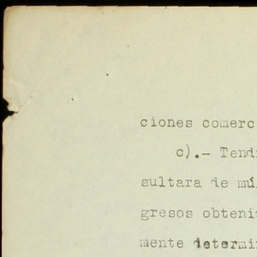 ciones comerc
c).- Tend
sultara de mú
gresos obteni
mente determi